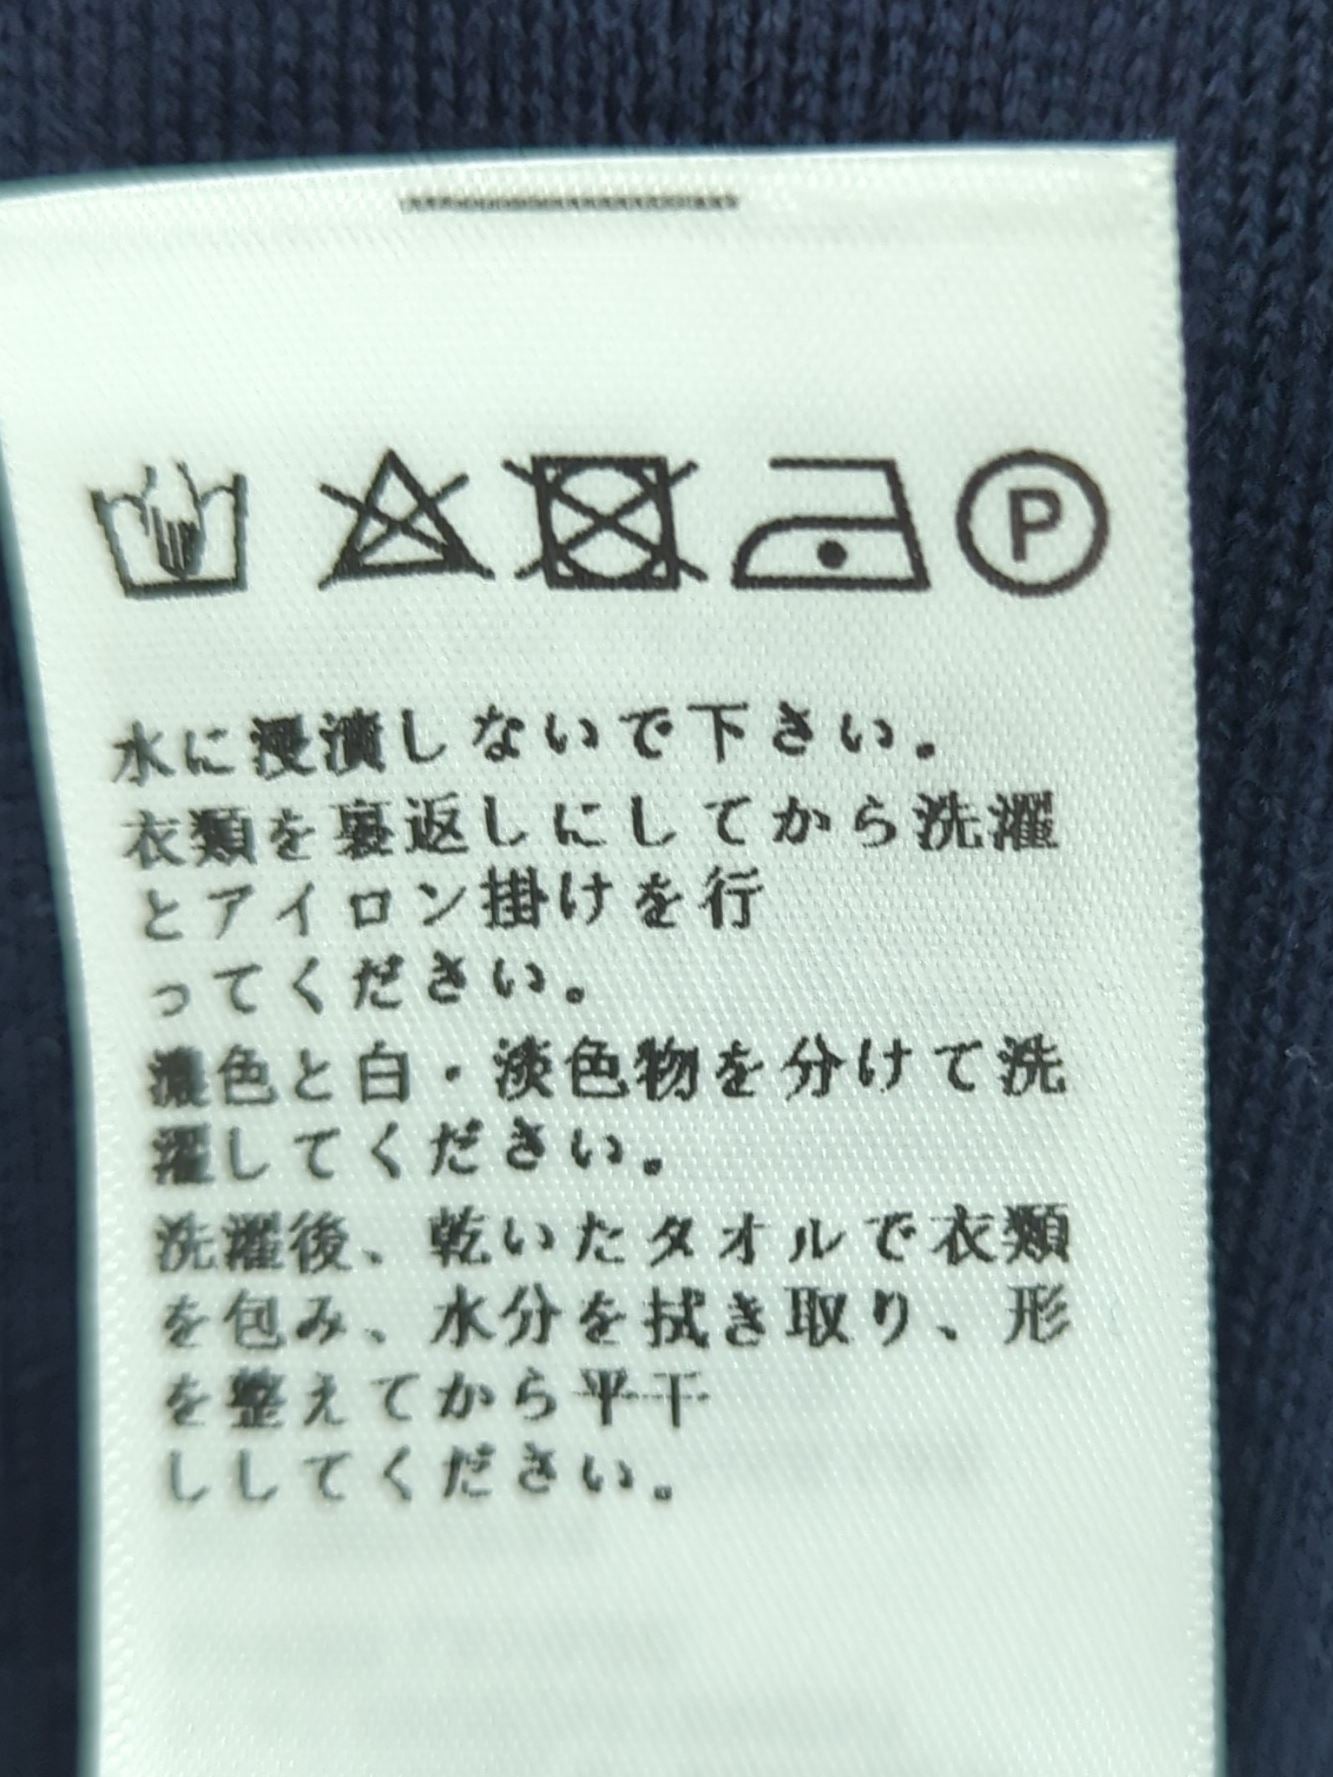 P
水に浸漬しないで下さい。
衣類を裏返しにしてから洗濯
とアイロン掛けを行
ってください。
濃色と白・淡色物を分けて洗
濯してください。
洗濯後、乾いたタオルで衣類
を包み、水分を拭き取り、形
を整えてから平干
ししてください。